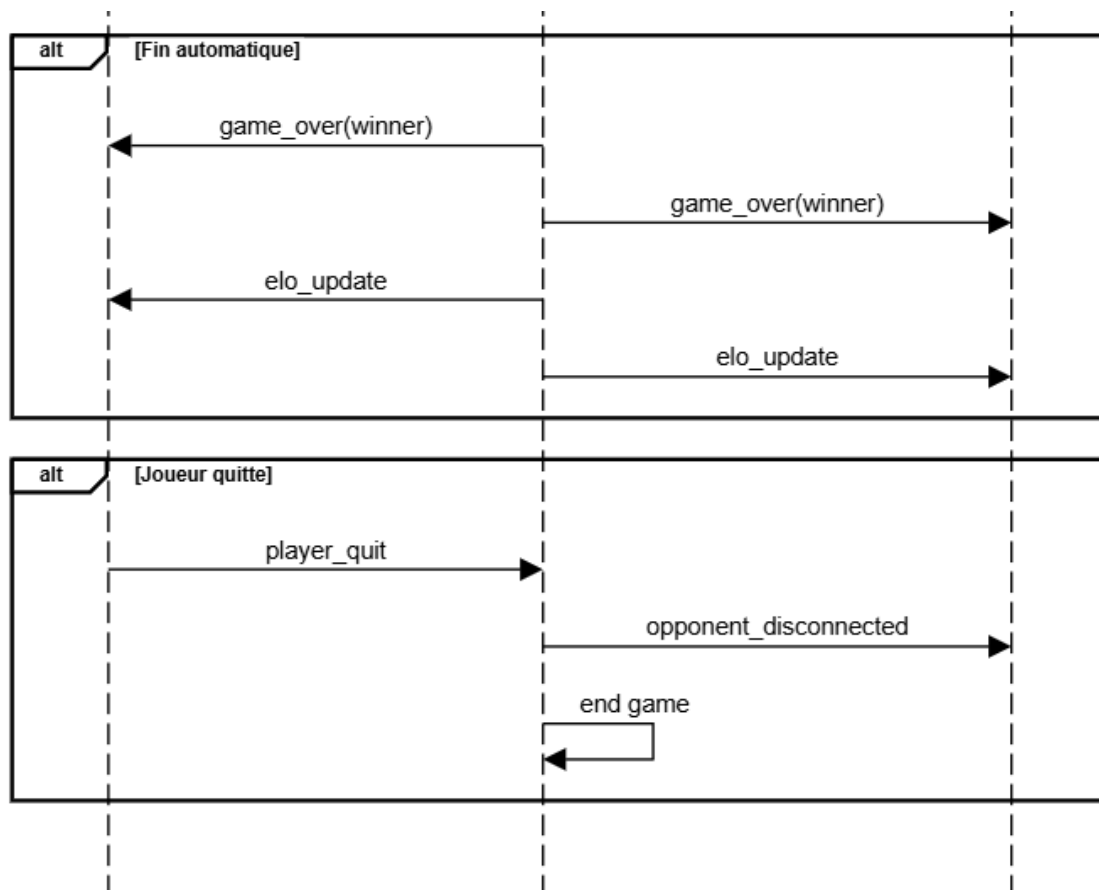 alt [Fin automatique]
game_over(winner)
game_over(winner)
elo_update
elo_update
alt [Joueur quitte]
player_quit
opponent_disconnected
end game